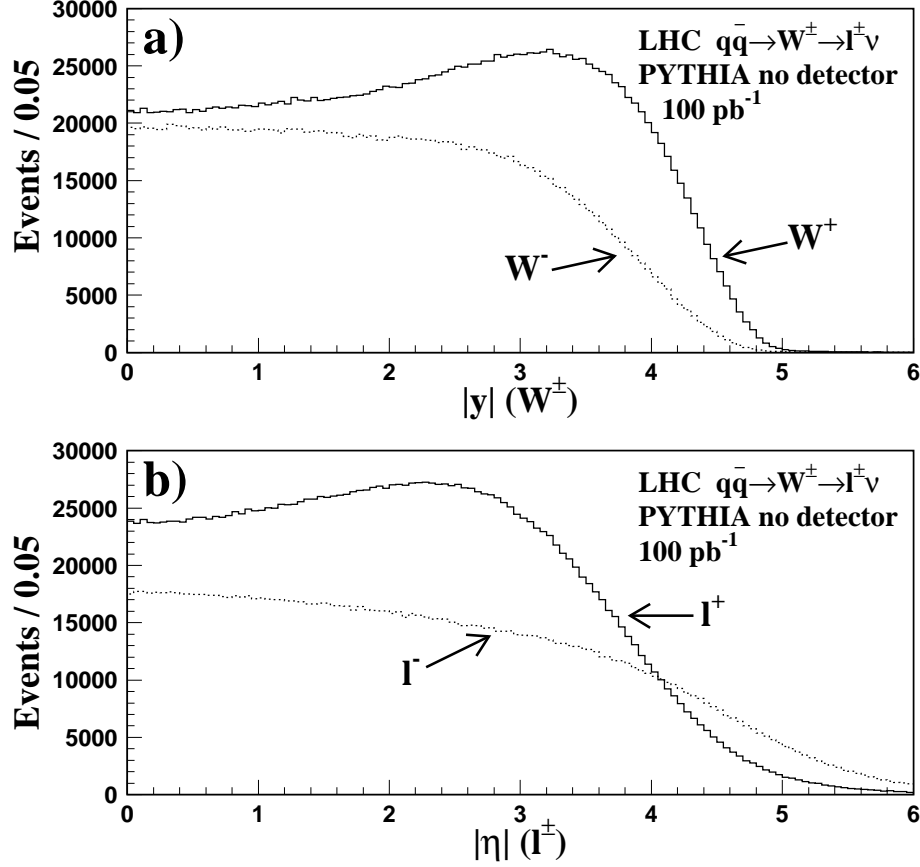 a)
LHC qq̄→W±→l±ν
PYTHIA no detector
100 pb⁻¹
Events / 0.05
30000
25000
20000
15000
10000
5000
0
W⁺
W⁻
0 1 2 3 4 5 6
|y| (W±)
b)
LHC qq̄→W±→l±ν
PYTHIA no detector
100 pb⁻¹
Events / 0.05
30000
25000
20000
15000
10000
5000
0
l⁺
l⁻
0 1 2 3 4 5 6
|η| (l±)